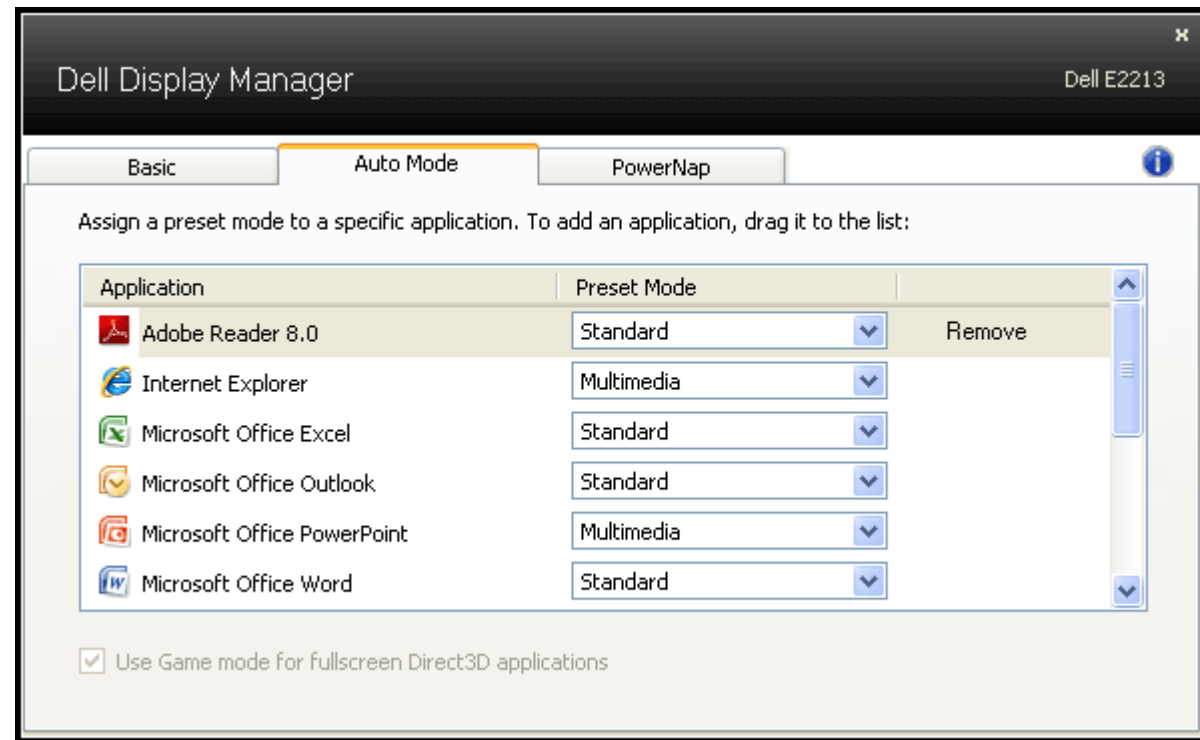 Dell Display Manager
Dell E2213
Basic
Auto Mode
PowerNap
Assign a preset mode to a specific application. To add an application, drag it to the list:
Application Preset Mode
Adobe Reader 8.0 Standard Remove
Internet Explorer Multimedia
Microsoft Office Excel Standard
Microsoft Office Outlook Standard
Microsoft Office PowerPoint Multimedia
Microsoft Office Word Standard
Use Game mode for fullscreen Direct3D applications